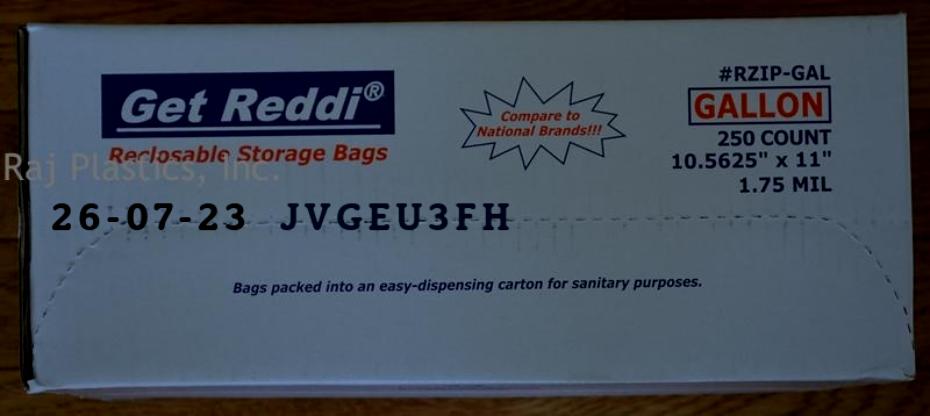 Get Reddi®
Reclosable Storage Bags
Compare to
National Brands!!!
#RZIP-GAL
GALLON
250 COUNT
10.5625" x 11"
1.75 MIL
Raj Plastics, Inc.
26-07-23 JVGEU3FH
Bags packed into an easy-dispensing carton for sanitary purposes.